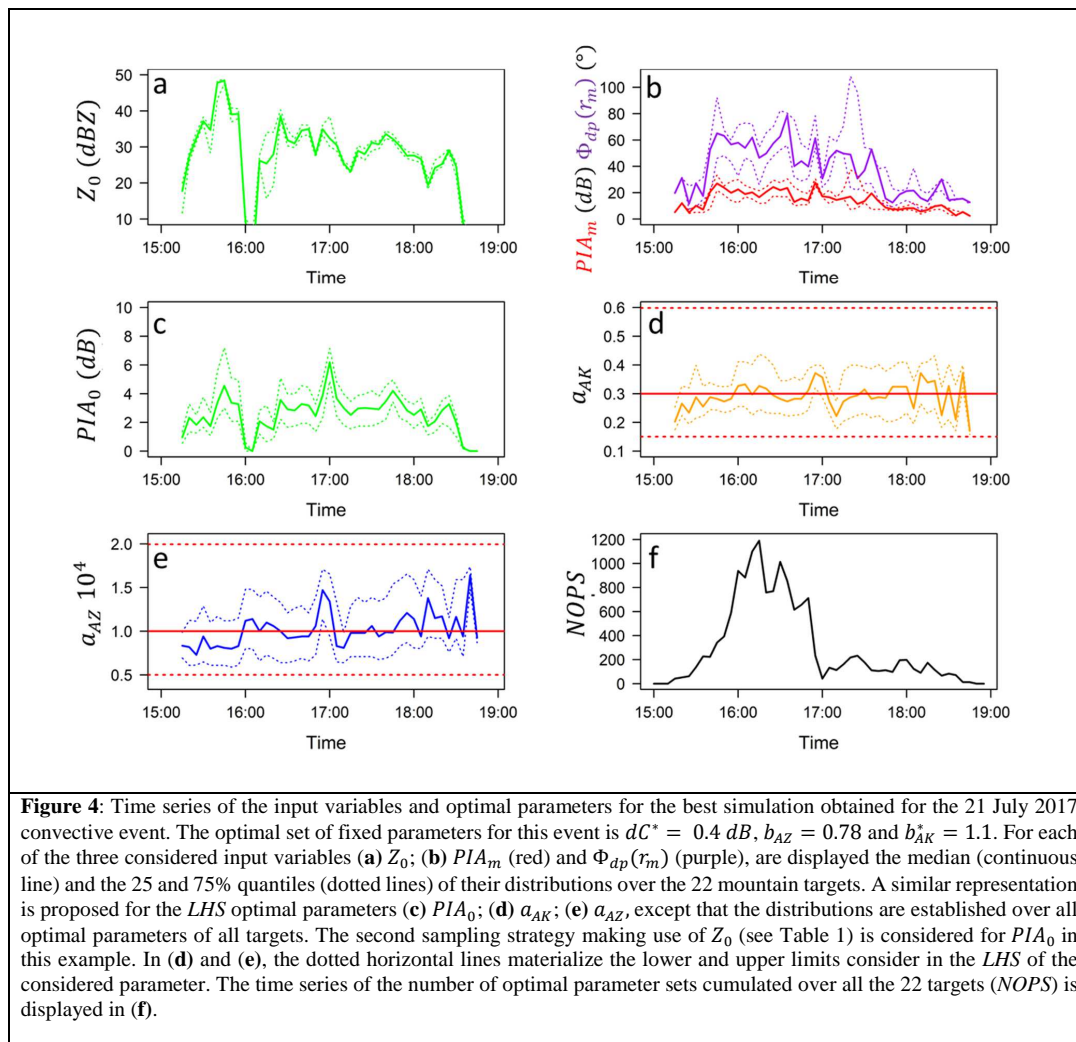 a
Z₀ (dBZ)
50
40
30
20
10
15:00 16:00 17:00 18:00 19:00
Time
b
PIAₘ (dB) Φ_dp(rₘ) (°)
100
80
60
40
20
0
15:00 16:00 17:00 18:00 19:00
Time
c
PIA₀ (dB)
10
8
6
4
2
0
15:00 16:00 17:00 18:00 19:00
Time
d
a_AK
0.6
0.5
0.4
0.3
0.2
0.1
15:00 16:00 17:00 18:00 19:00
Time
e
a_AZ 10⁴
2.0
1.5
1.0
0.5
15:00 16:00 17:00 18:00 19:00
Time
f
NOPS
1200
1000
800
600
400
200
0
15:00 16:00 17:00 18:00 19:00
Time
Figure 4: Time series of the input variables and optimal parameters for the best simulation obtained for the 21 July 2017
convective event. The optimal set of fixed parameters for this event is dC* = 0.4 dB, b_AZ = 0.78 and b*_AK = 1.1. For each
of the three considered input variables (a) Z₀; (b) PIAₘ (red) and Φ_dp(rₘ) (purple), are displayed the median (continuous
line) and the 25 and 75% quantiles (dotted lines) of their distributions over the 22 mountain targets. A similar representation
is proposed for the LHS optimal parameters (c) PIA₀; (d) a_AK; (e) a_AZ, except that the distributions are established over all
optimal parameters of all targets. The second sampling strategy making use of Z₀ (see Table 1) is considered for PIA₀ in
this example. In (d) and (e), the dotted horizontal lines materialize the lower and upper limits consider in the LHS of the
considered parameter. The time series of the number of optimal parameter sets cumulated over all the 22 targets (NOPS) is
displayed in (f).